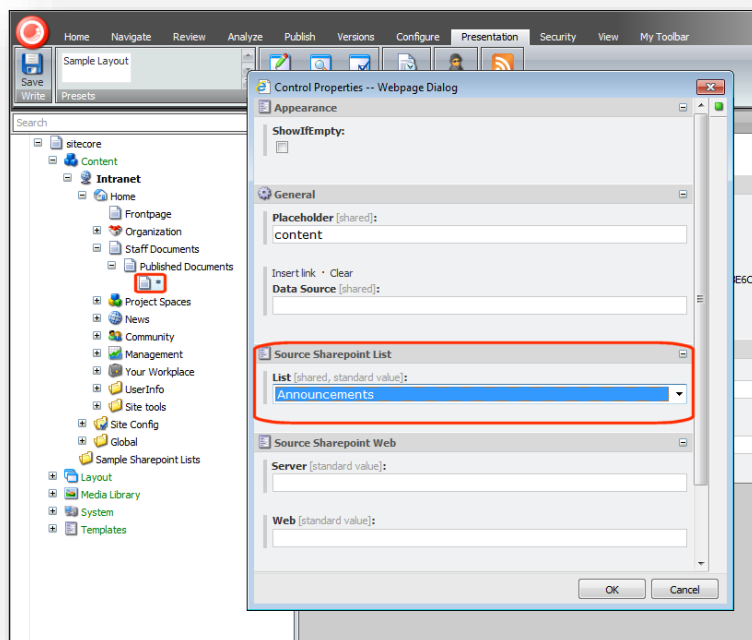 Home Navigate Review Analyze Publish Versions Configure Presentation Security View My Toolbar
Save
Write
Sample Layout
Presets
Search
sitecore
Content
Intranet
Home
Frontpage
Organization
Staff Documents
Published Documents
*
Project Spaces
News
Community
Management
Your Workplace
UserInfo
Site tools
Site Config
Global
Sample Sharepoint Lists
Layout
Media Library
System
Templates
Control Properties -- Webpage Dialog
Appearance
ShowIfEmpty:
General
Placeholder [shared]:
content
Insert link · Clear
Data Source [shared]:
Source Sharepoint List
List [shared, standard value]:
Announcements
Source Sharepoint Web
Server [standard value]:
Web [standard value]:
OK Cancel